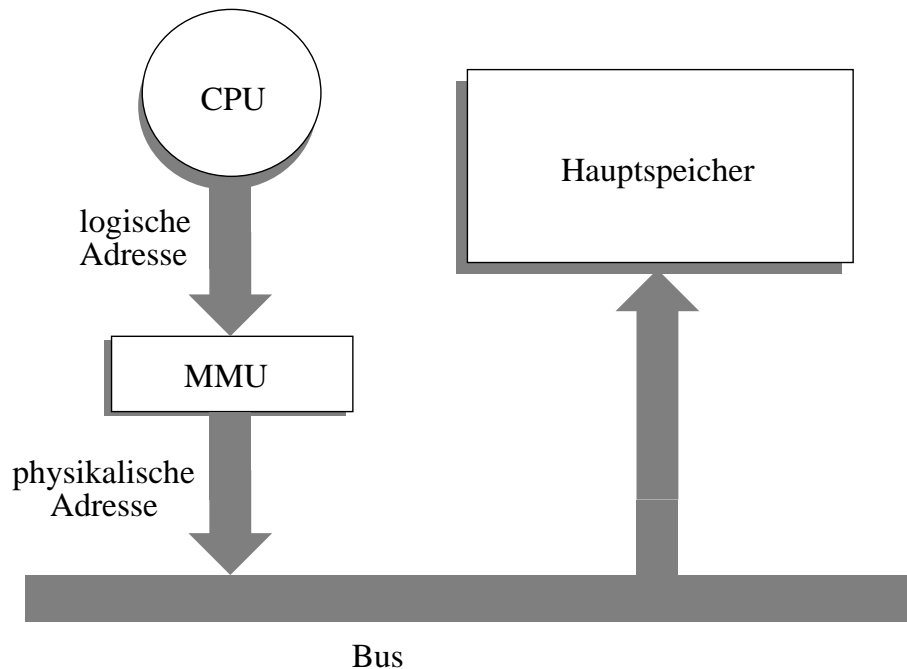 CPU
Hauptspeicher
logische
Adresse
MMU
physikalische
Adresse
Bus